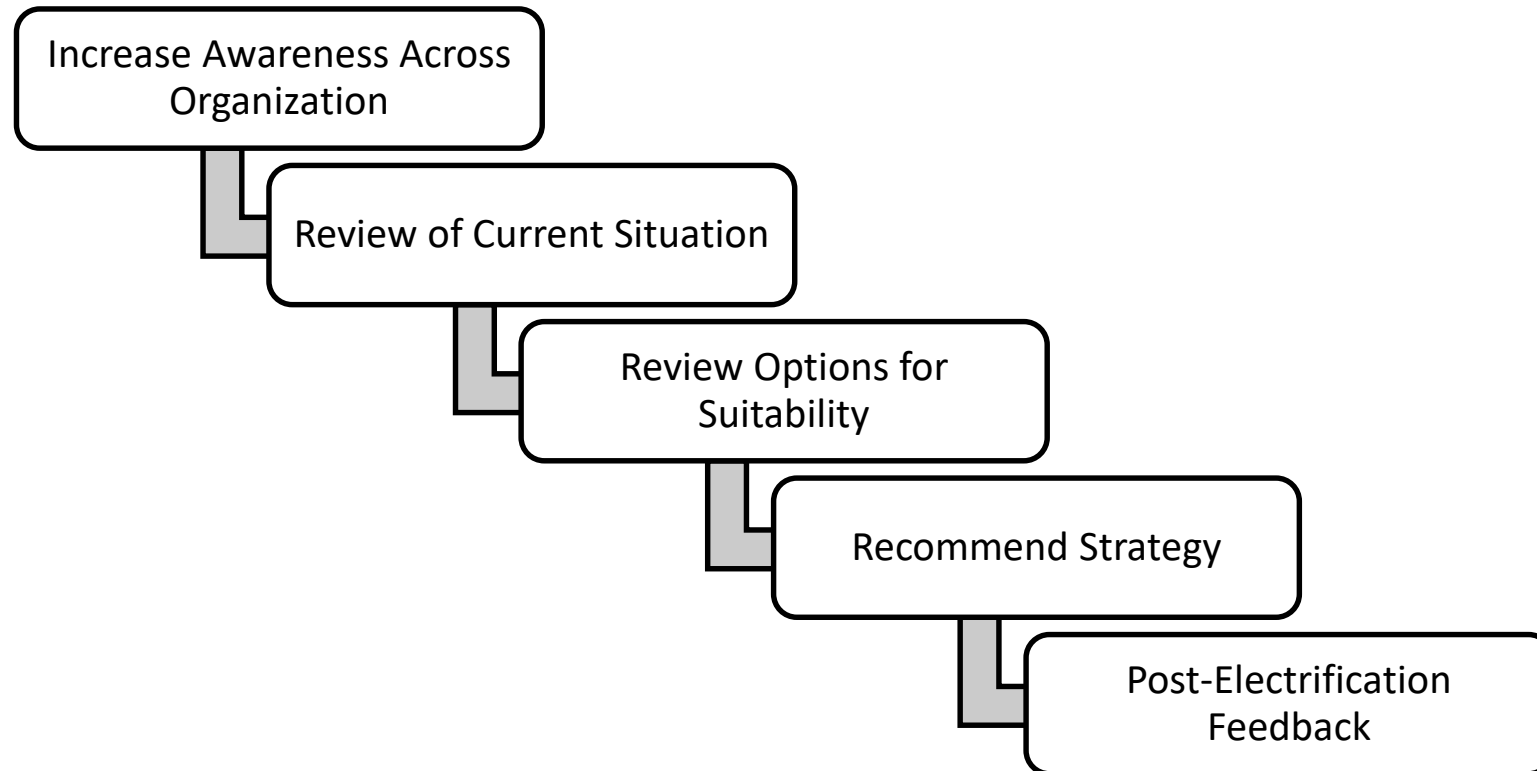 Increase Awareness Across
Organization
Review of Current Situation
Review Options for
Suitability
Recommend Strategy
Post-Electrification
Feedback